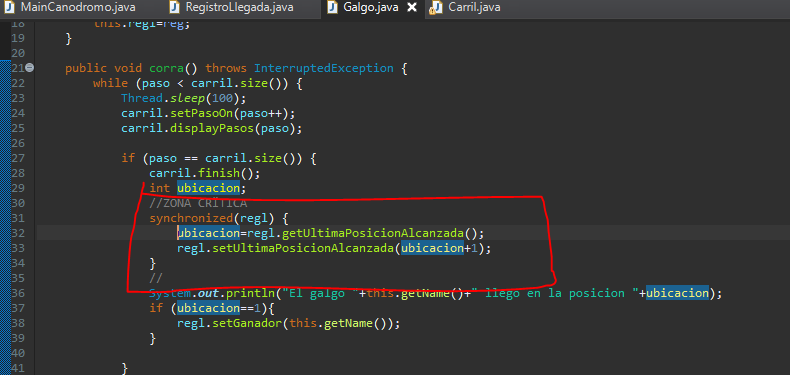 MainCanodromo.java RegistroLlegada.java Galgo.java Carril.java
18 this.regl=reg;
19 }
20
21 public void corra() throws InterruptedException {
22 while (paso < carril.size()) {
23 Thread.sleep(100);
24 carril.setPasoOn(paso++);
25 carril.displayPasos(paso);
26
27 if (paso == carril.size()) {
28 carril.finish();
29 int ubicacion;
30 //ZONA CRITICA
31 synchronized(regl) {
32 ubicacion=regl.getUltimaPosicionAlcanzada();
33 regl.setUltimaPosicionAlcanzada(ubicacion+1);
34 }
35 //
36 System.out.println("El galgo "+this.getName()+" llego en la posicion "+ubicacion);
37 if (ubicacion==1){
38 regl.setGanador(this.getName());
39 }
40
41 }